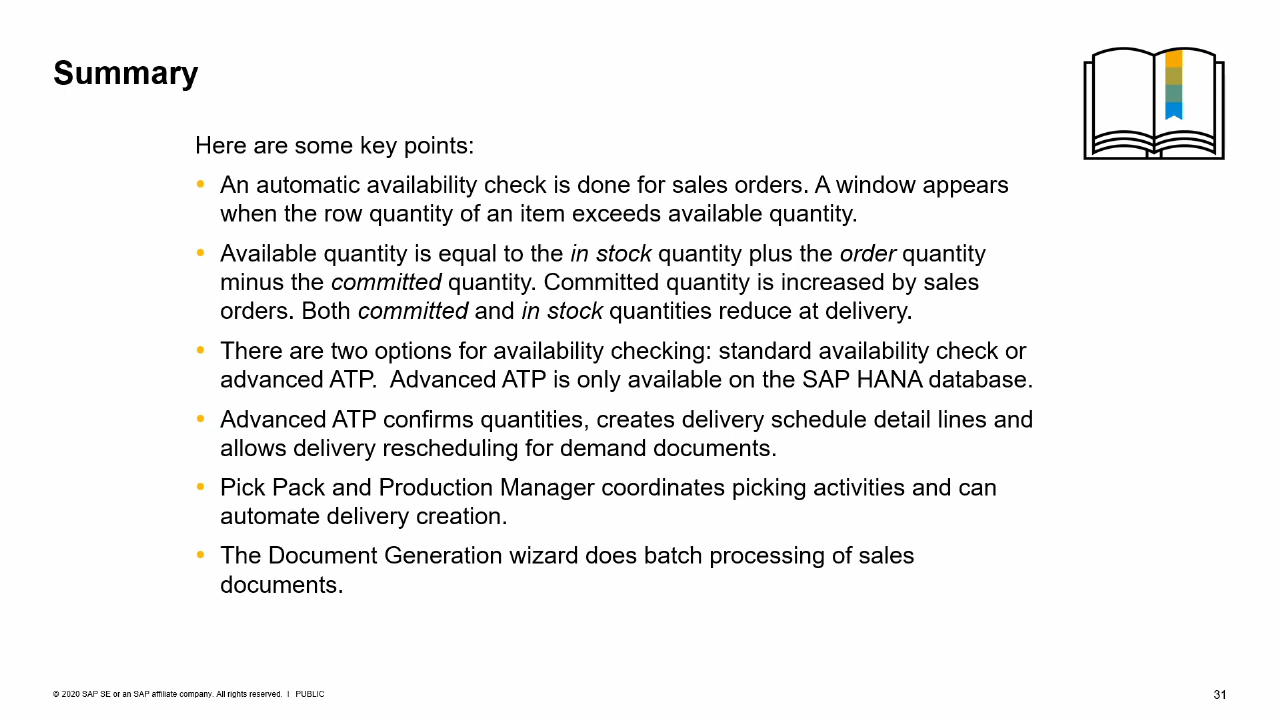 Summary
Here are some key points:
• An automatic availability check is done for sales orders. A window appears
when the row quantity of an item exceeds available quantity.
• Available quantity is equal to the in stock quantity plus the order quantity
minus the committed quantity. Committed quantity is increased by sales
orders. Both committed and in stock quantities reduce at delivery.
• There are two options for availability checking: standard availability check or
advanced ATP.  Advanced ATP is only available on the SAP HANA database.
• Advanced ATP confirms quantities, creates delivery schedule detail lines and
allows delivery rescheduling for demand documents.
• Pick Pack and Production Manager coordinates picking activities and can
automate delivery creation.
• The Document Generation wizard does batch processing of sales
documents.
© 2020 SAP SE or an SAP affiliate company. All rights reserved. I PUBLIC
31